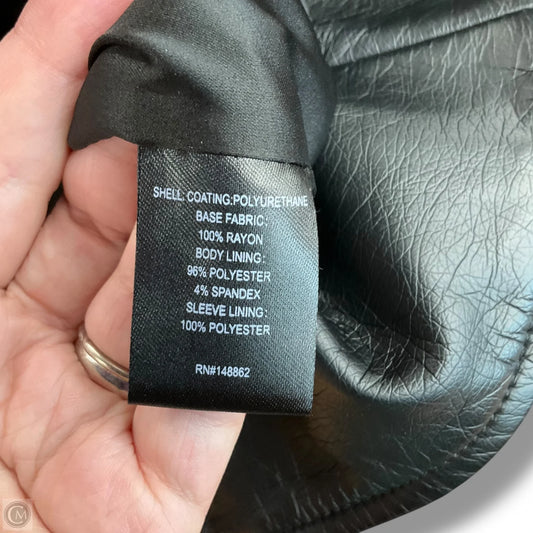 SHELL COATING:POLYURETHANE
BASE FABRIC:
100% RAYON
BODY LINING:
96% POLYESTER
4% SPANDEX
SLEEVE LINING:
100% POLYESTER
RN#148862